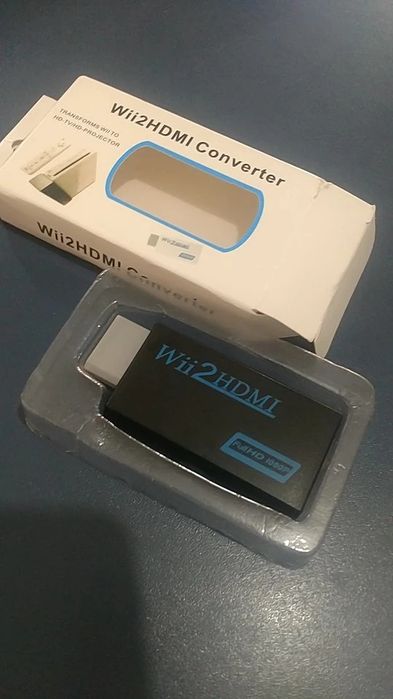 TRANSFORMS WII TO
HD-TV/HD-PROJECTOR
Wii2HDMI Converter
Wii2HDMI Converter
Wii2HDMI
Full HD 1080P